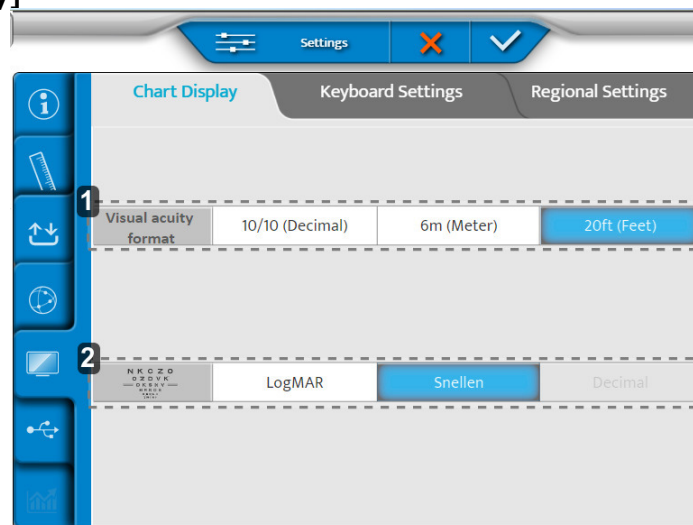 y]
Settings
Chart Display Keyboard Settings Regional Settings
1
Visual acuity format 10/10 (Decimal) 6m (Meter) 20ft (Feet)
2
N K C Z O
LogMAR Snellen Decimal